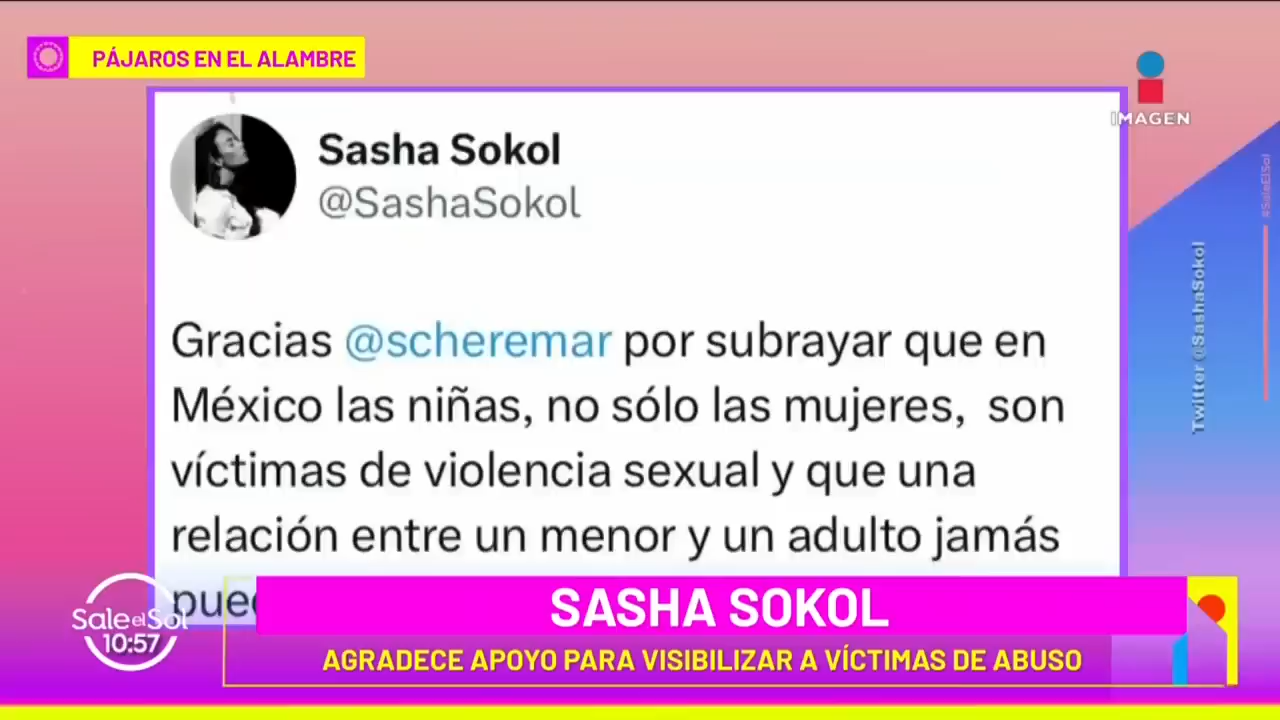 PÁJAROS EN EL ALAMBRE
IMAGEN
Sasha Sokol
@SashaSokol
#SaleElSol
Twitter @SashaSokol
Gracias @scheremar por subrayar que en
México las niñas, no sólo las mujeres,  son
víctimas de violencia sexual y que una
relación entre un menor y un adulto jamás
SASHA SOKOL
AGRADECE APOYO PARA VISIBILIZAR A VÍCTIMAS DE ABUSO
Sale el Sol
10:57